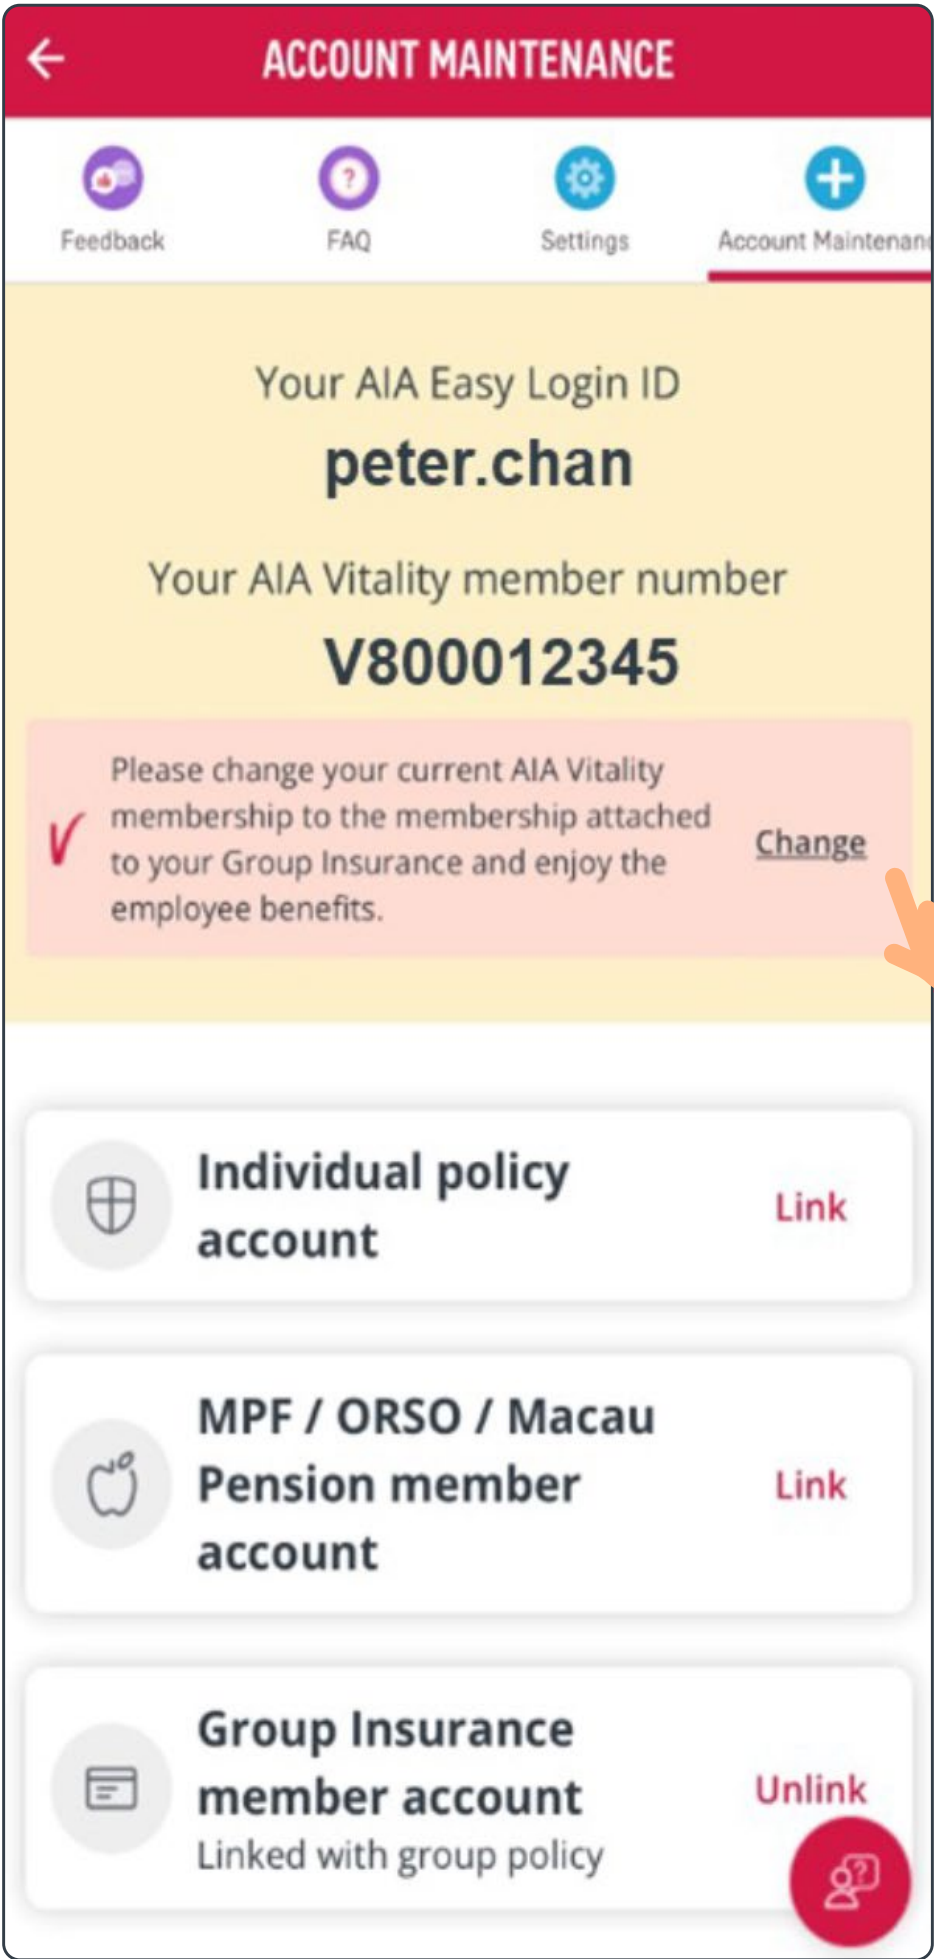 ACCOUNT MAINTENANCE
Feedback
FAQ
Settings
Account Maintenanc
Your AIA Easy Login ID
peter.chan
Your AIA Vitality member number
V800012345
Please change your current AIA Vitality
membership to the membership attached
to your Group Insurance and enjoy the
employee benefits.
Change
Individual policy
account
Link
MPF / ORSO / Macau
Pension member
account
Link
Group Insurance
member account
Linked with group policy
Unlink